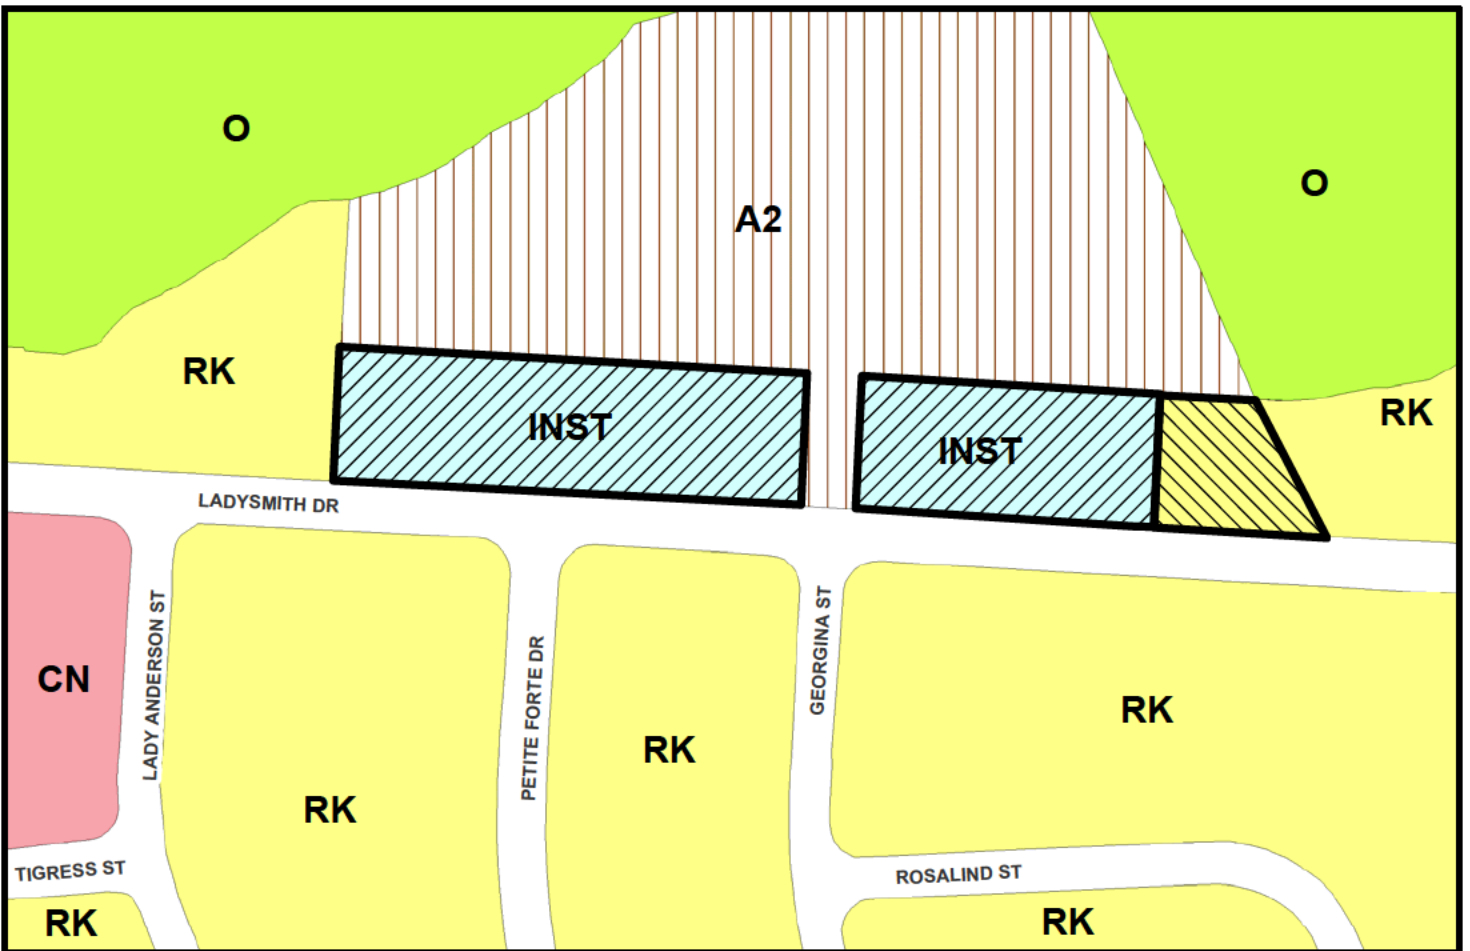 O
O
A2
RK
RK
INST
INST
LADYSMITH DR
LADY ANDERSON ST
PETITE FORTE DR
GEORGINA ST
CN
RK
RK
RK
TIGRESS ST
ROSALIND ST
RK
RK